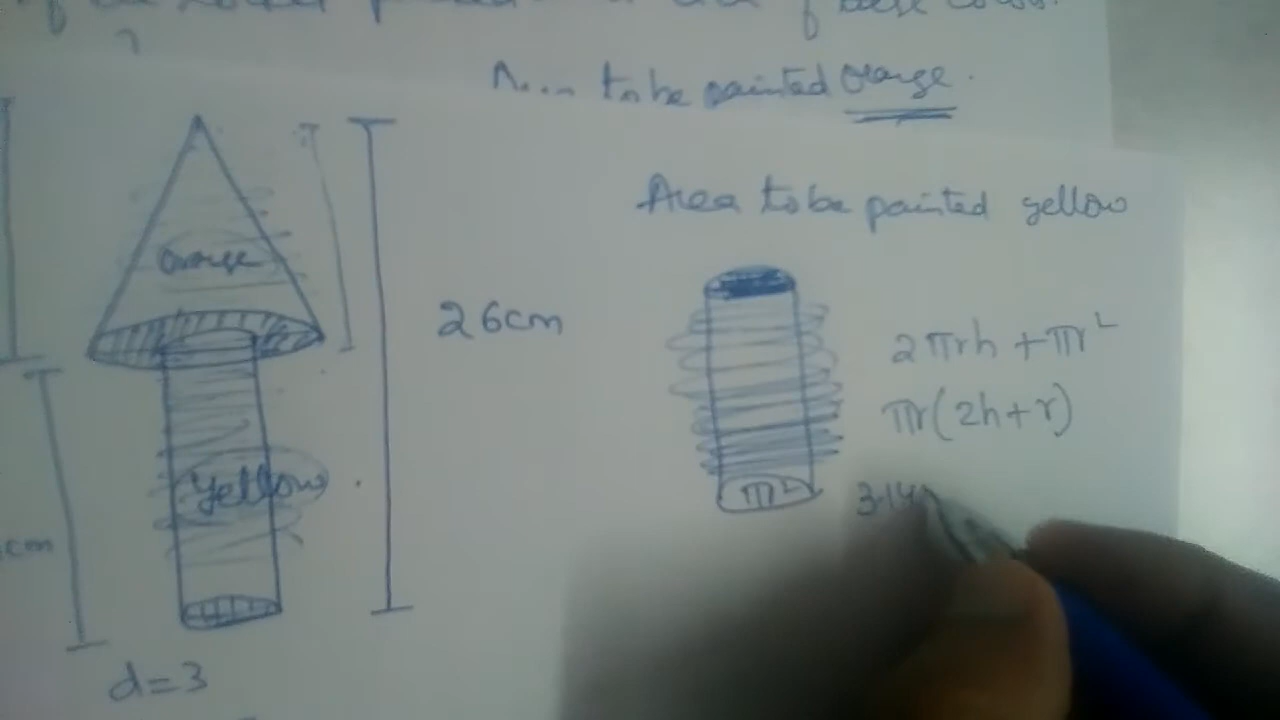 to be painted orange.
Area to be painted yellow
orange
26cm
2πrh + πr²
πr(2h+r)
yellow
πr²
3.14
cm
d=3